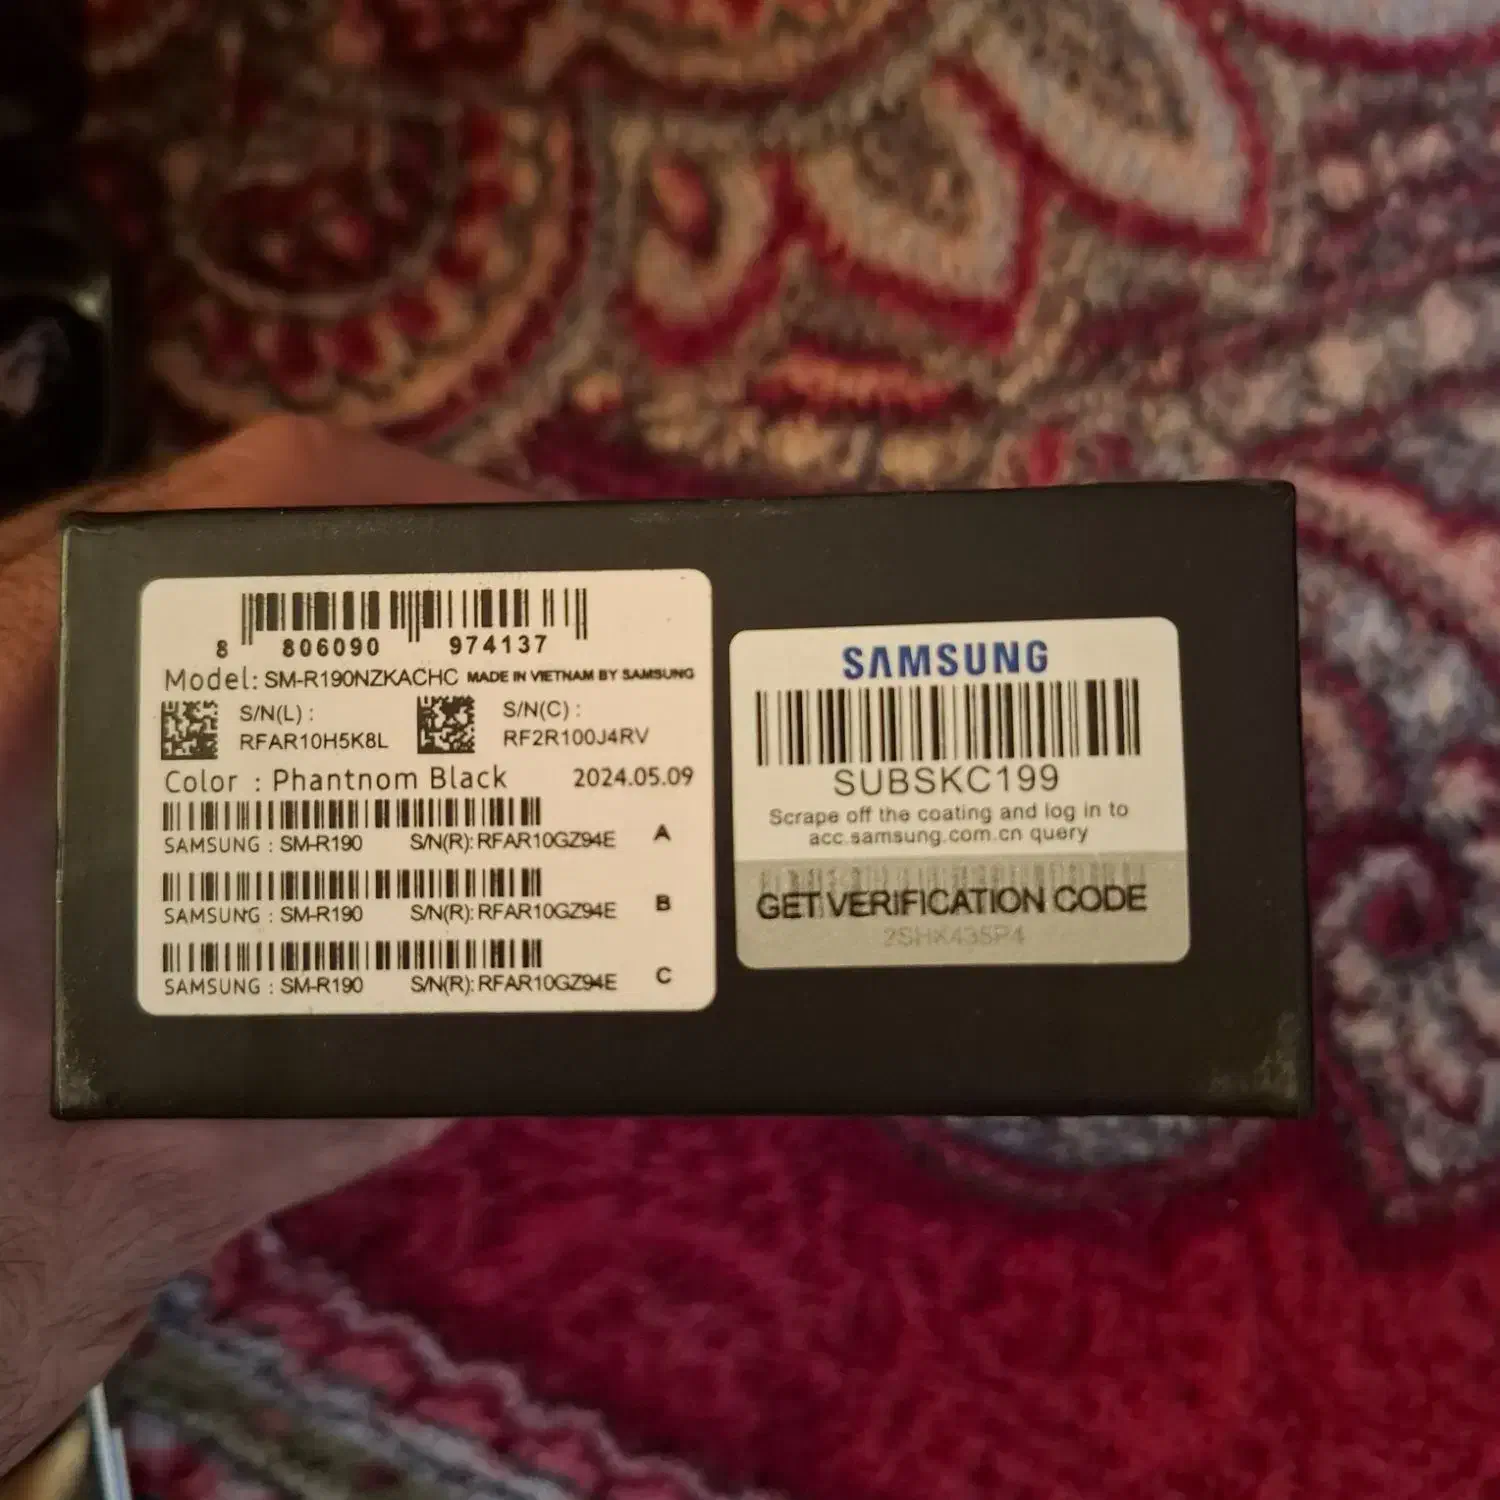 8 806090 974137
Model: SM-R190NZKACHC MADE IN VIETNAM BY SAMSUNG
S/N(L) :
RFAR10H5K8L
S/N(C) :
RF2R100J4RV
Color : Phantnom Black 2024.05.09
SAMSUNG : SM-R190 S/N(R): RFAR10GZ94E A
SAMSUNG : SM-R190 S/N(R): RFAR10GZ94E B
SAMSUNG : SM-R190 S/N(R): RFAR10GZ94E C
SAMSUNG
SUBSKC199
Scrape off the coating and log in to
acc.samsung.com.cn query
GET VERIFICATION CODE
2SHK435P4